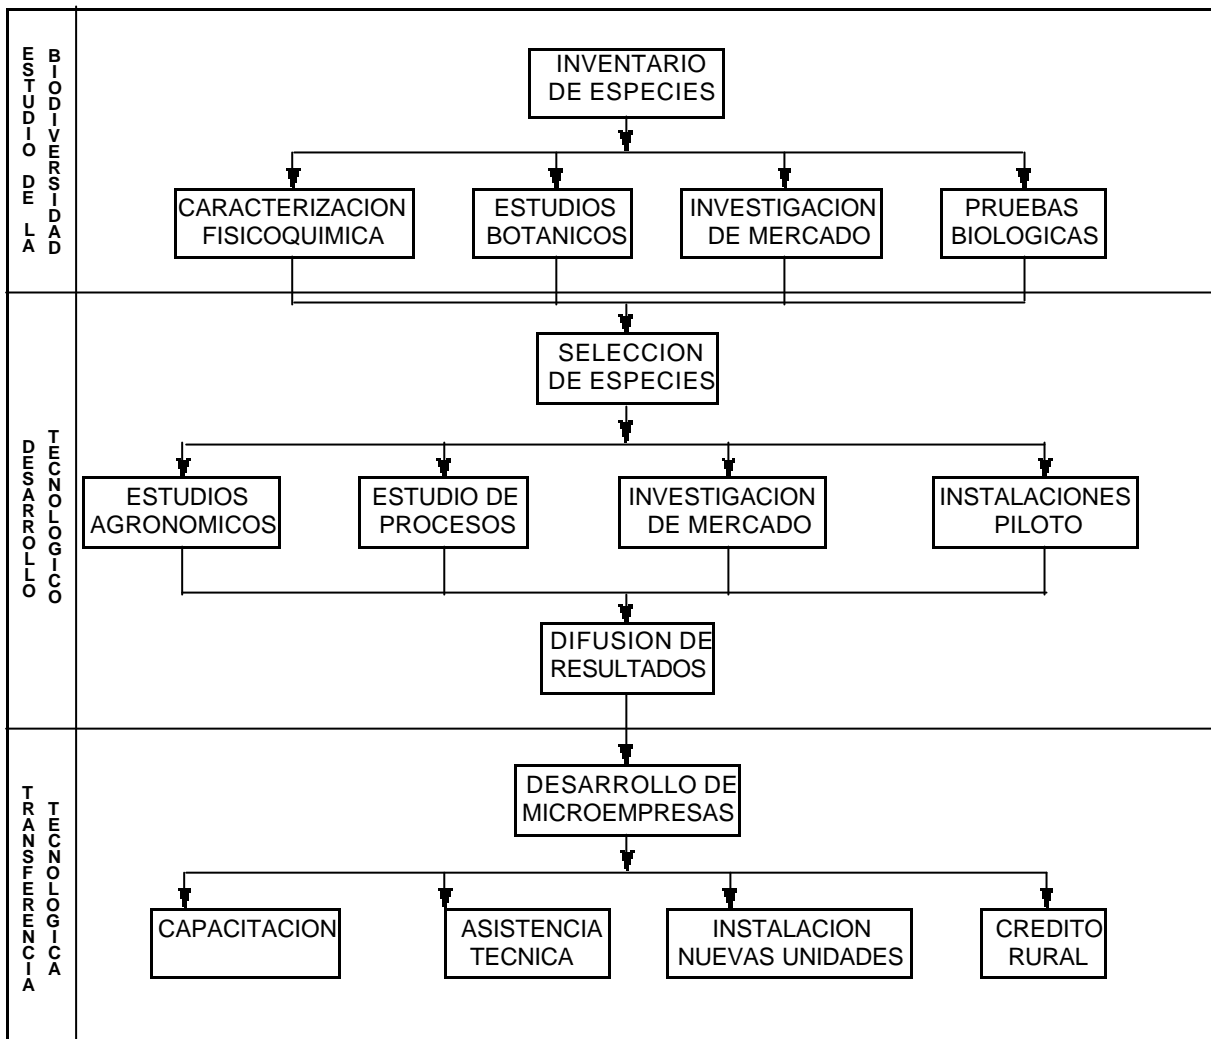 ESTUDIO DE LA
BIODIVERSIDAD
INVENTARIO
DE ESPECIES
CARACTERIZACION
FISICOQUIMICA
ESTUDIOS
BOTANICOS
INVESTIGACION
DE MERCADO
PRUEBAS
BIOLOGICAS
DESARROLLO
TECNOLOGICO
SELECCION
DE ESPECIES
ESTUDIOS
AGRONOMICOS
ESTUDIO DE
PROCESOS
INVESTIGACION
DE MERCADO
INSTALACIONES
PILOTO
DIFUSION DE
RESULTADOS
TRANSFERENCIA
TECNOLOGICA
DESARROLLO DE
MICROEMPRESAS
CAPACITACION
ASISTENCIA
TECNICA
INSTALACION
NUEVAS UNIDADES
CREDITO
RURAL